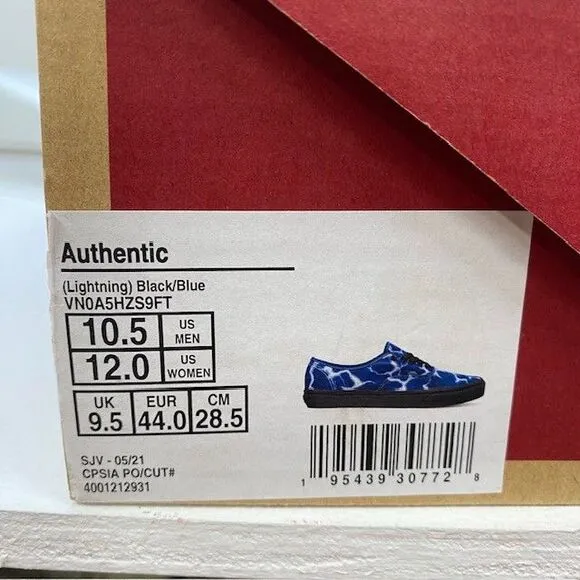 Authentic
(Lightning) Black/Blue
VN0A5HZS9FT
10.5 US MEN
12.0 US WOMEN
UK EUR CM
9.5 44.0 28.5
SJV - 05/21
CPSIA PO/CUT#
4001212931
1 95439 30772 8